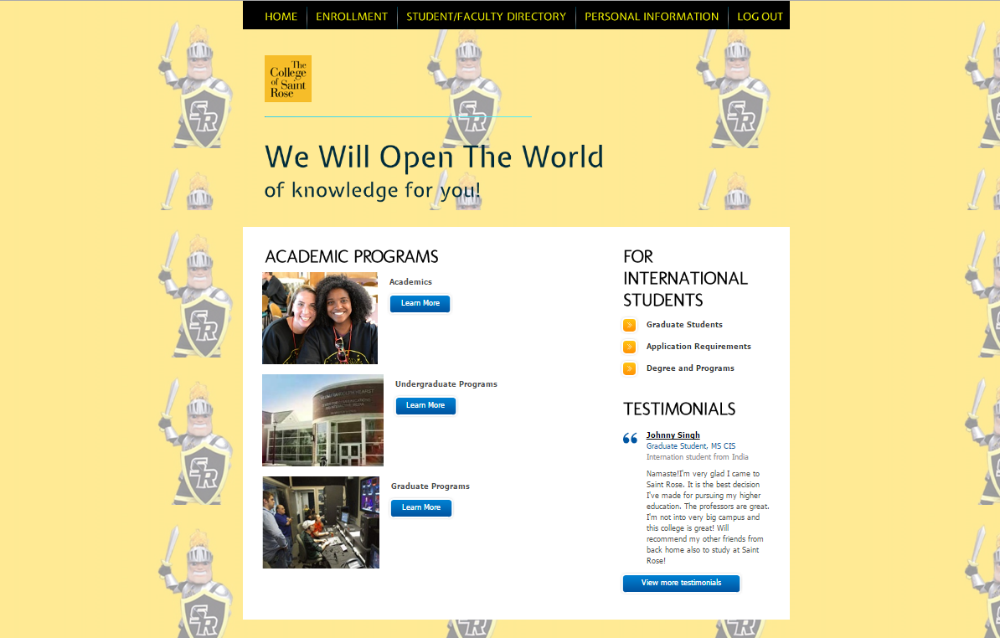 HOME ENROLLMENT STUDENT/FACULTY DIRECTORY PERSONAL INFORMATION LOG OUT
The
College
of Saint
Rose
We Will Open The World
of knowledge for you!
ACADEMIC PROGRAMS
Academics
Learn More
Undergraduate Programs
Learn More
Graduate Programs
Learn More
FOR
INTERNATIONAL
STUDENTS
Graduate Students
Application Requirements
Degree and Programs
TESTIMONIALS
Johnny Singh
Graduate Student, MS CIS
Internation student from India
Namaste!I'm very glad I came to
Saint Rose. It is the best decision
I've made for pursuing my higher
education. The professors are great.
I'm not into very big campus and
this college is great! Will
recommend my other friends from
back home also to study at Saint
Rose!
View more testimonials
SR